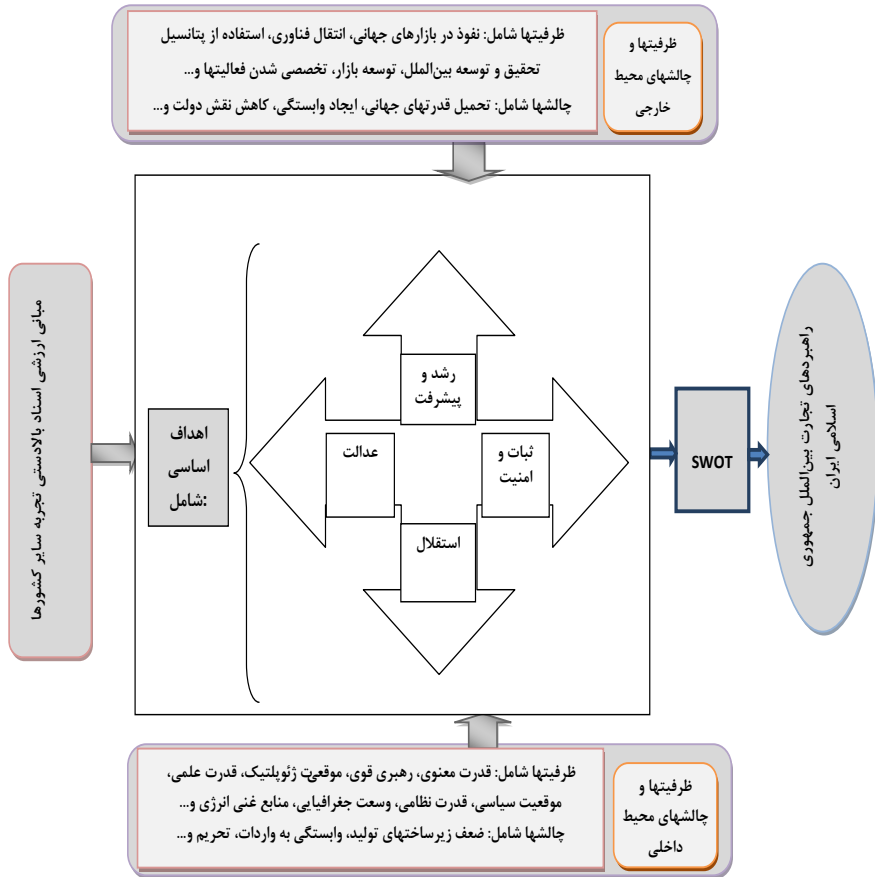 ظرفیتها شامل: نفوذ در بازارهای جهانی، انتقال فناوری، استفاده از پتانسیل
تحقیق و توسعه بین‌الملل، توسعه بازار، تخصصی شدن فعالیتها و...
چالشها شامل: تحمیل قدرتهای جهانی، ایجاد وابستگی، کاهش نقش دولت و...
ظرفیتها و
چالشهای محیط
خارجی
مبانی ارزشی اسناد بالادستی تجربه سایر کشورها
اهداف
اساسی
شامل:
رشد و
پیشرفت
عدالت
ثبات و
امنیت
استقلال
SWOT
راهبردهای تجارت بین‌الملل جمهوری
اسلامی ایران
ظرفیتها شامل: قدرت معنوی، رهبری قوی، موقعیت ژئوپلتیک، قدرت علمی،
موقعیت سیاسی، قدرت نظامی، وسعت جغرافیایی، منابع غنی انرژی و...
چالشها شامل: ضعف زیرساختهای تولید، وابستگی به واردات، تحریم و...
ظرفیتها و
چالشهای محیط
داخلی